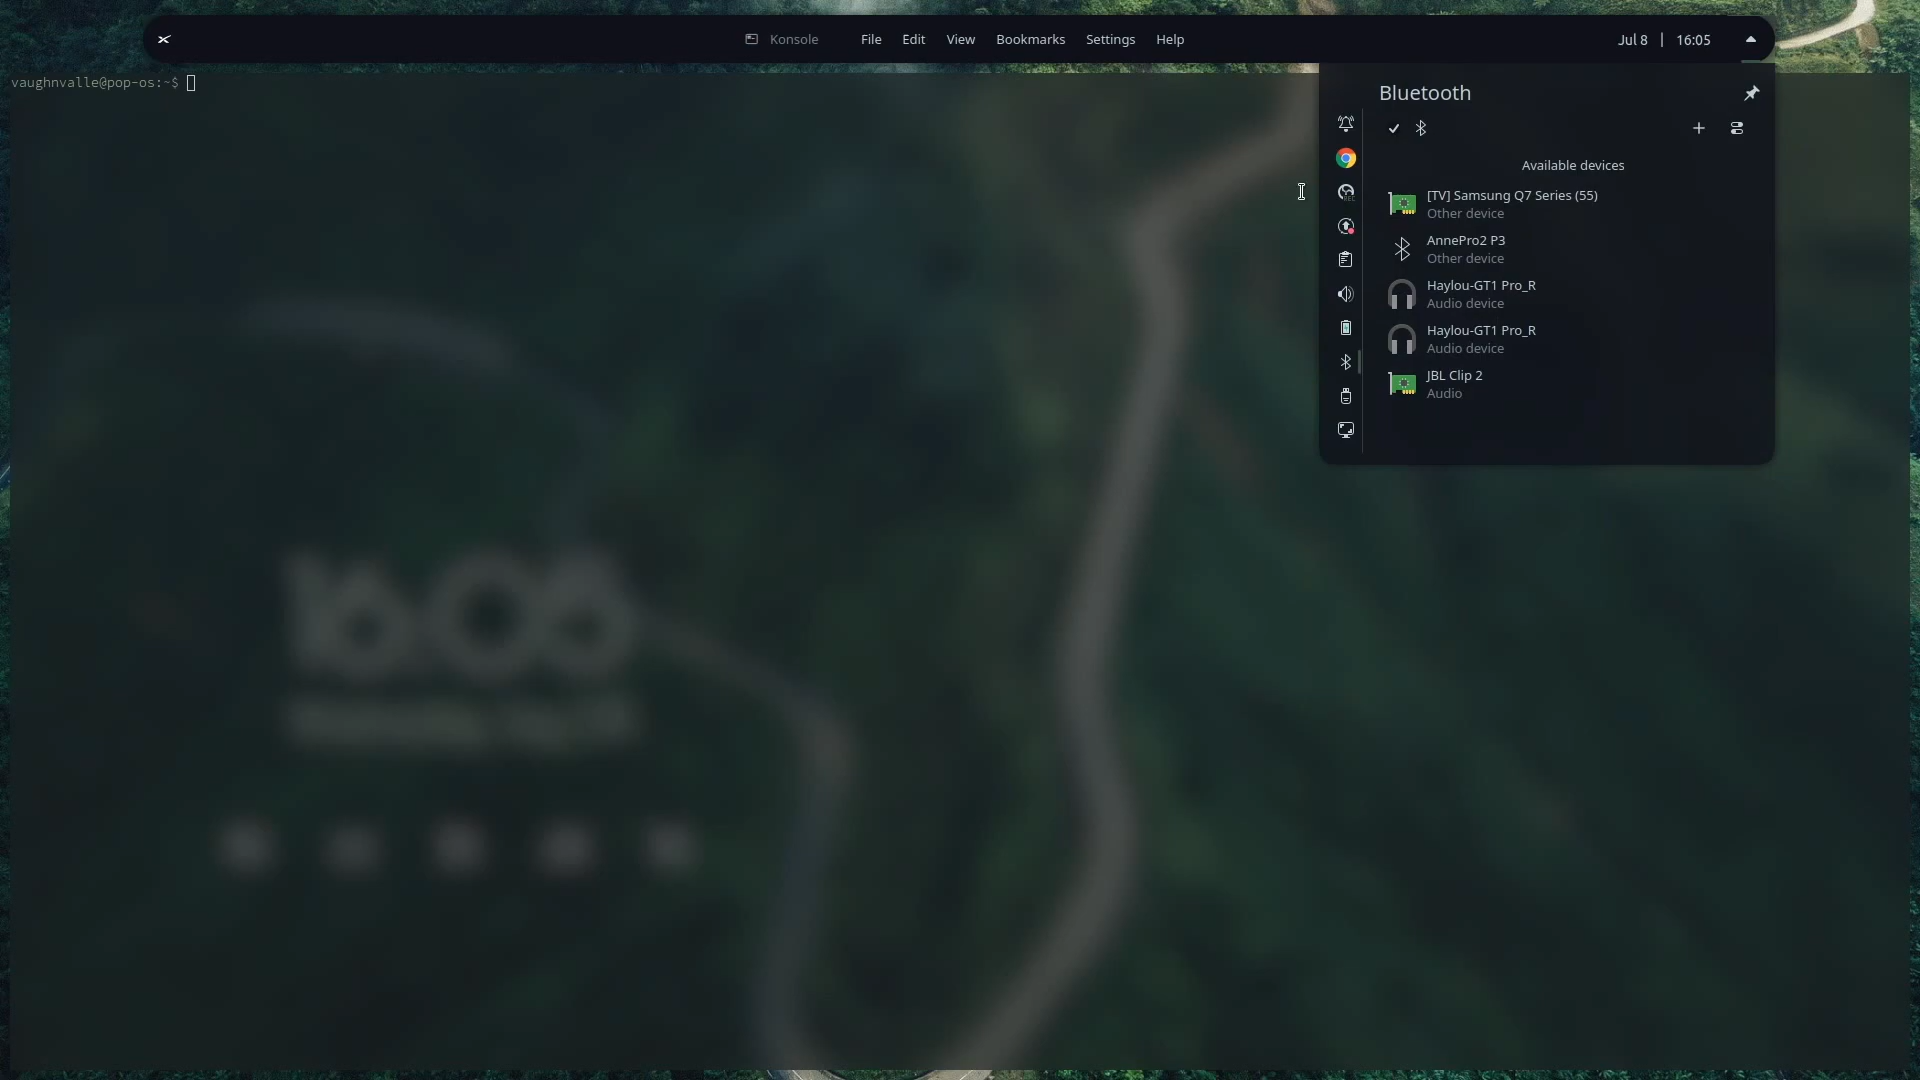 Konsole File Edit View Bookmarks Settings Help Jul 8 | 16:05
vaughnvalle@pop-os:~$
Bluetooth
Available devices
[TV] Samsung Q7 Series (55)
Other device
AnnePro2 P3
Other device
Haylou-GT1 Pro_R
Audio device
Haylou-GT1 Pro_R
Audio device
JBL Clip 2
Audio
REC